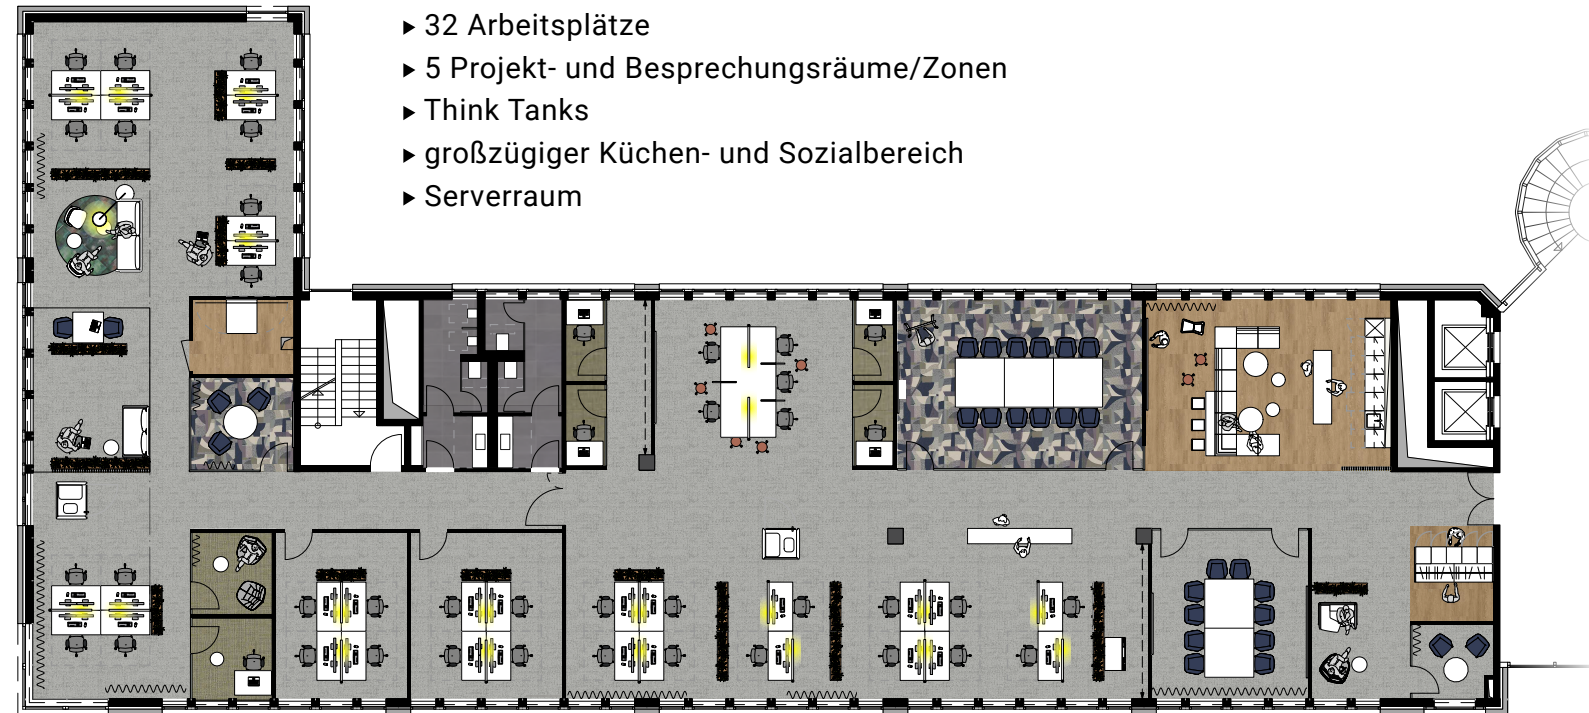 ▸ 32 Arbeitsplätze
▸ 5 Projekt- und Besprechungsräume/Zonen
▸ Think Tanks
▸ großzügiger Küchen- und Sozialbereich
▸ Serverraum